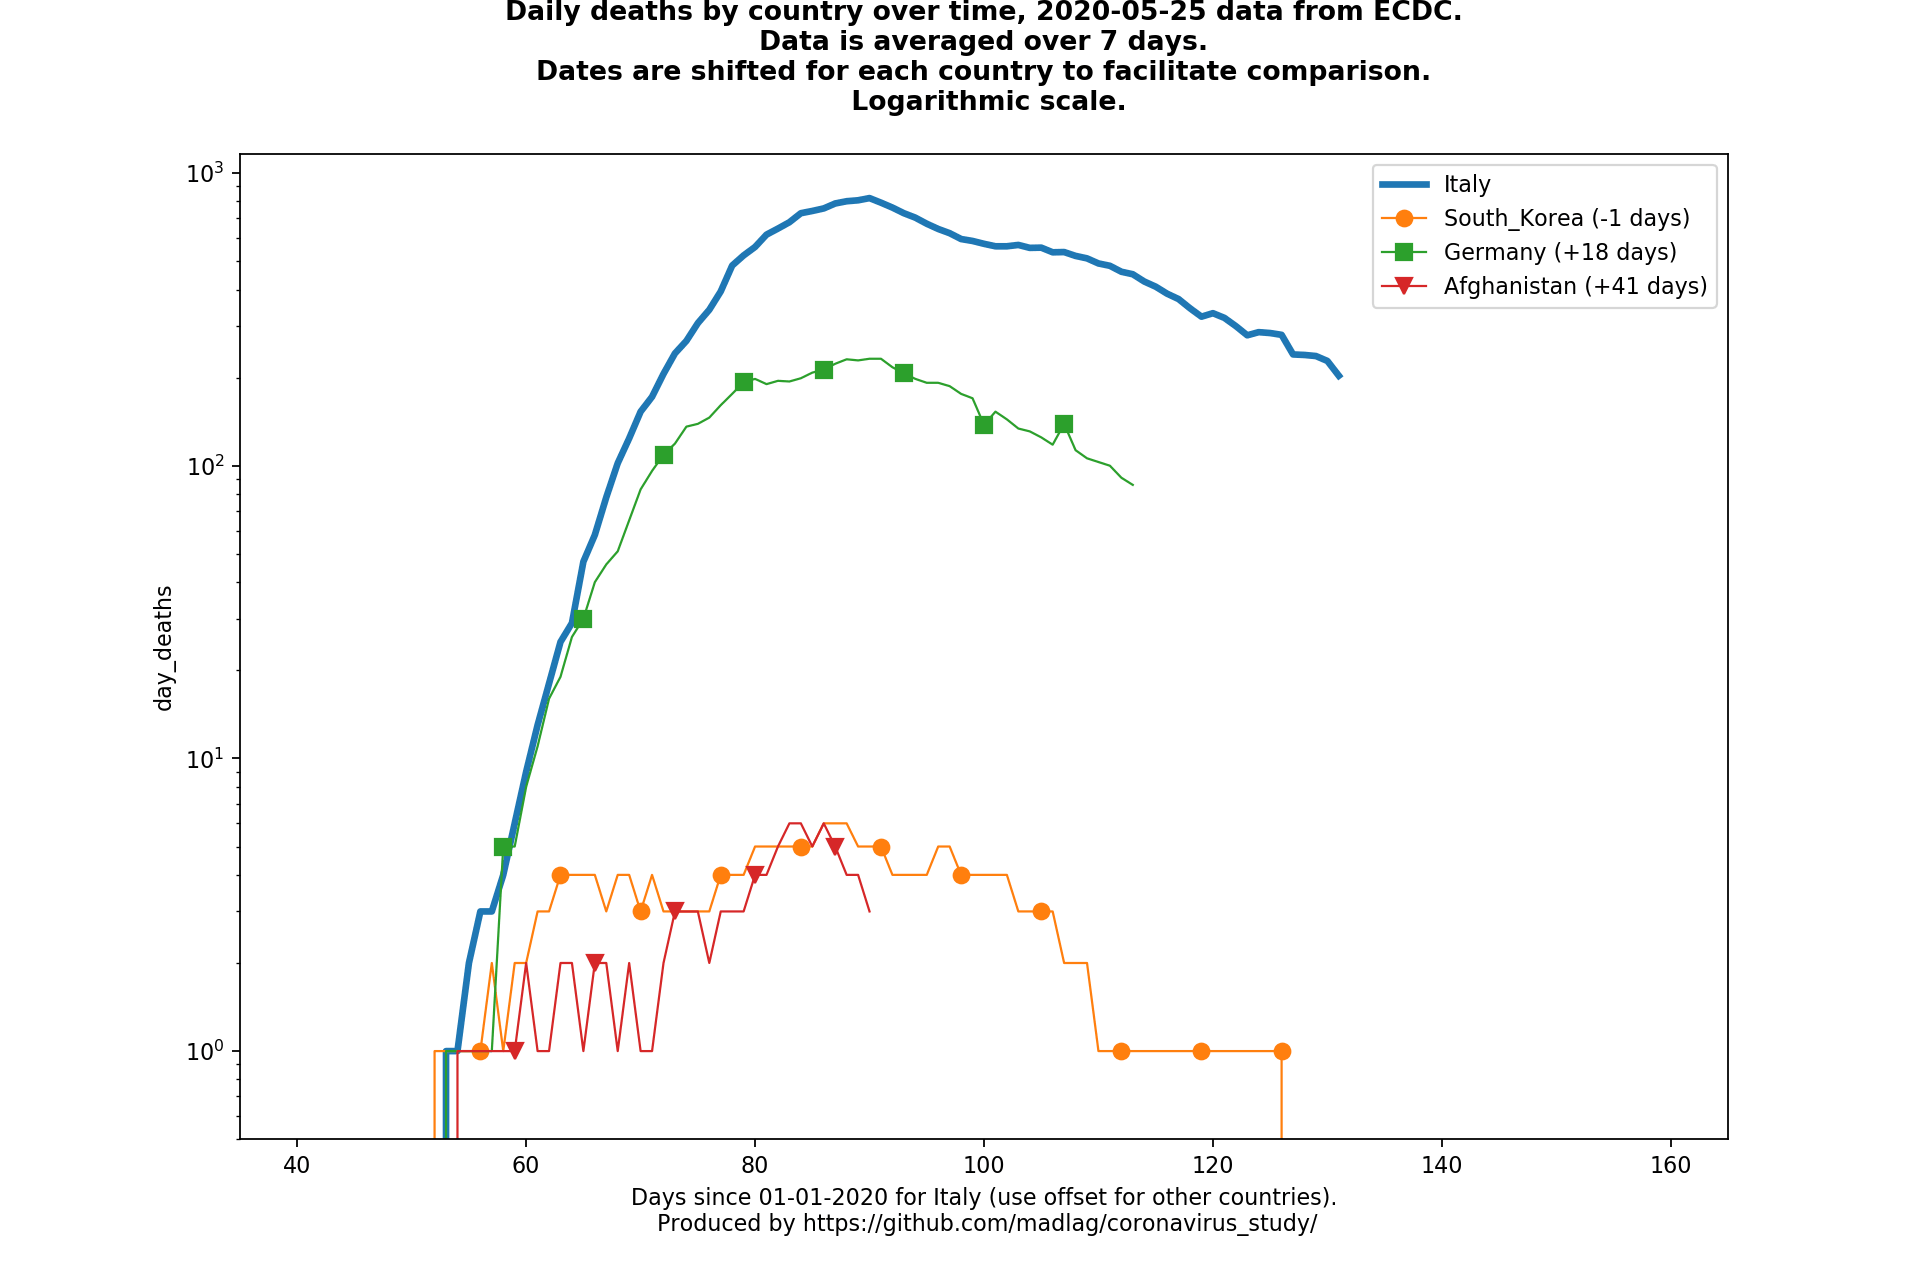 Daily deaths by country over time, 2020-05-25 data from ECDC.
Data is averaged over 7 days.
Dates are shifted for each country to facilitate comparison.
Logarithmic scale.
10³
10²
10¹
10⁰
day_deaths
Italy
South_Korea (-1 days)
Germany (+18 days)
Afghanistan (+41 days)
40 60 80 100 120 140 160
Days since 01-01-2020 for Italy (use offset for other countries).
Produced by https://github.com/madlag/coronavirus_study/